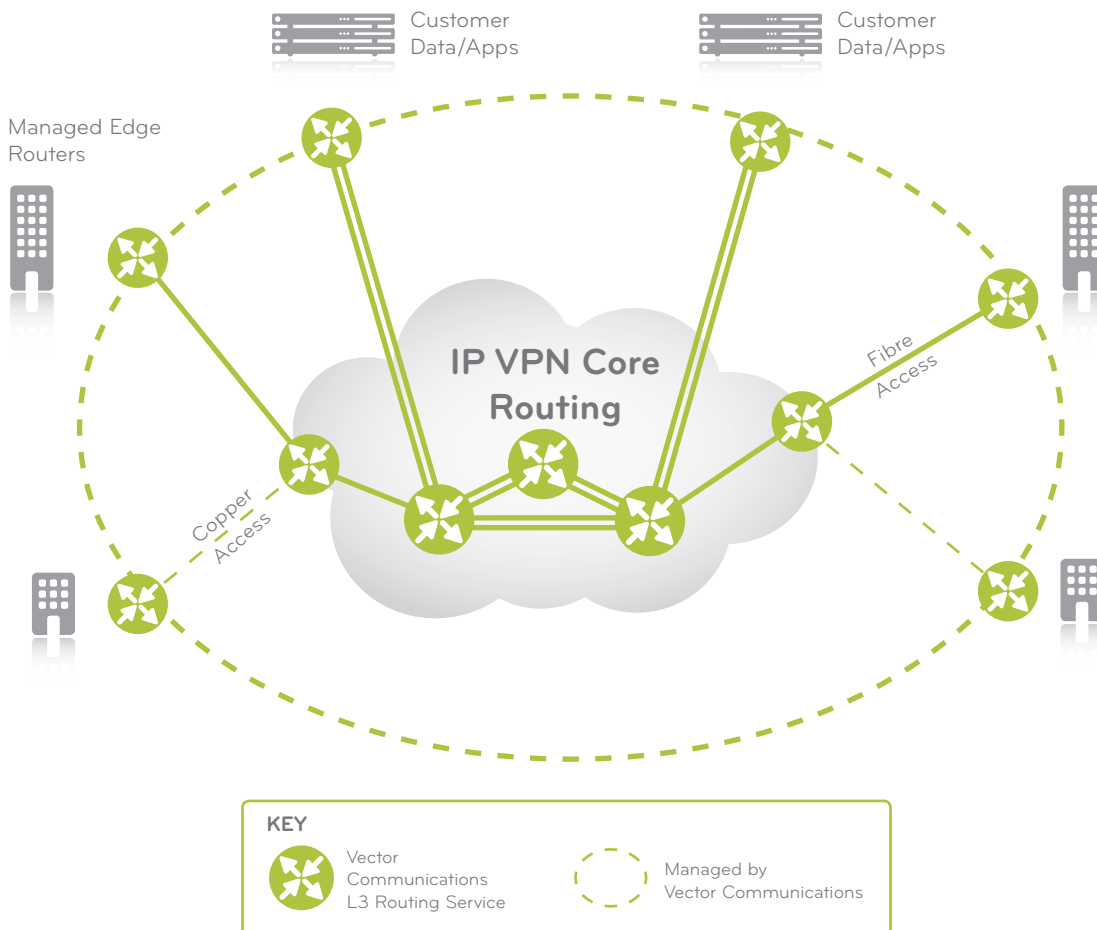 Customer
Data/Apps
Customer
Data/Apps
Managed Edge
Routers
IP VPN Core
Routing
Fibre
Access
Copper
Access
KEY
Vector
Communications
L3 Routing Service
Managed by
Vector Communications